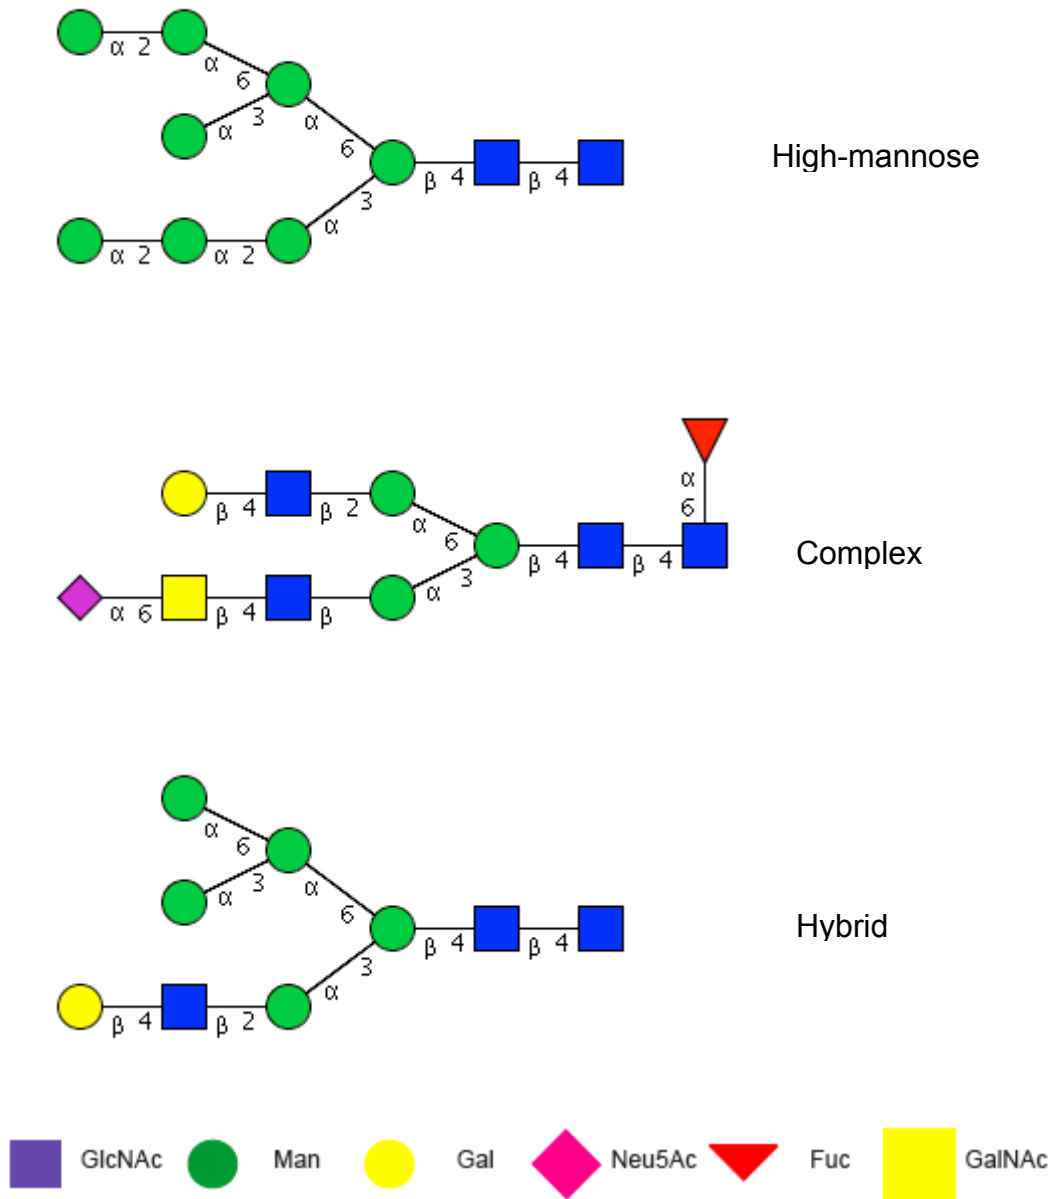 α 2 α 6
α 3 α 6
High-mannose
β 4 β 4
α 2 α 2 α 3
α 6
β 4 β 2 α 6
β 4 β 4
Complex
α 6 β 4 β α 3
α 6
α 3 α 6
β 4 β 4
Hybrid
β 4 β 2 α 3
GlcNAc Man Gal Neu5Ac Fuc GalNAc